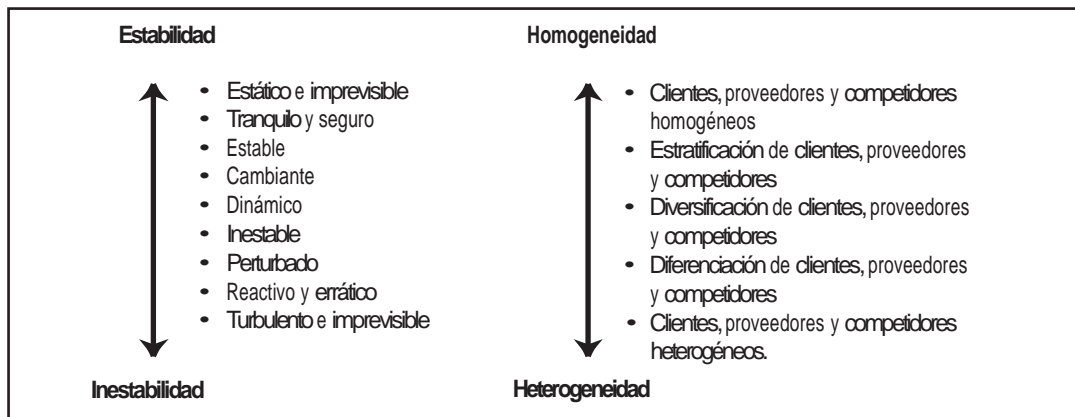 Estabilidad
• Estático e imprevisible
• Tranquilo y seguro
• Estable
• Cambiante
• Dinámico
• Inestable
• Perturbado
• Reactivo y errático
• Turbulento e imprevisible
Inestabilidad
Homogeneidad
• Clientes, proveedores y competidores
homogéneos
• Estratificación de clientes, proveedores
y competidores
• Diversificación de clientes, proveedores
y competidores
• Diferenciación de clientes, proveedores
y competidores
• Clientes, proveedores y competidores
heterogéneos.
Heterogeneidad